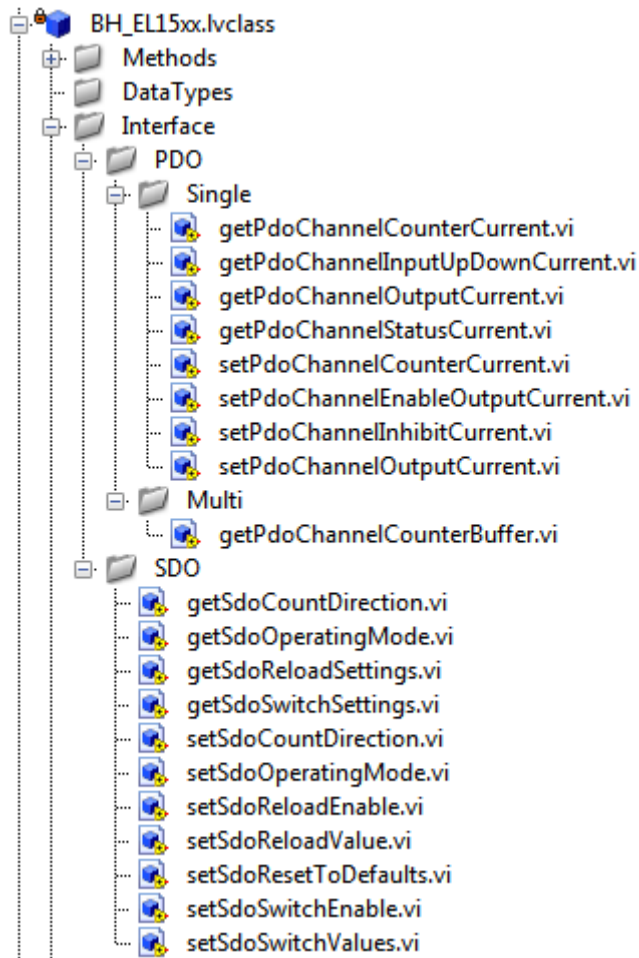 BH_EL15xx.lvclass
Methods
DataTypes
Interface
PDO
Single
getPdoChannelCounterCurrent.vi
getPdoChannelInputUpDownCurrent.vi
getPdoChannelOutputCurrent.vi
getPdoChannelStatusCurrent.vi
setPdoChannelCounterCurrent.vi
setPdoChannelEnableOutputCurrent.vi
setPdoChannelInhibitCurrent.vi
setPdoChannelOutputCurrent.vi
Multi
getPdoChannelCounterBuffer.vi
SDO
getSdoCountDirection.vi
getSdoOperatingMode.vi
getSdoReloadSettings.vi
getSdoSwitchSettings.vi
setSdoCountDirection.vi
setSdoOperatingMode.vi
setSdoReloadEnable.vi
setSdoReloadValue.vi
setSdoResetToDefaults.vi
setSdoSwitchEnable.vi
setSdoSwitchValues.vi